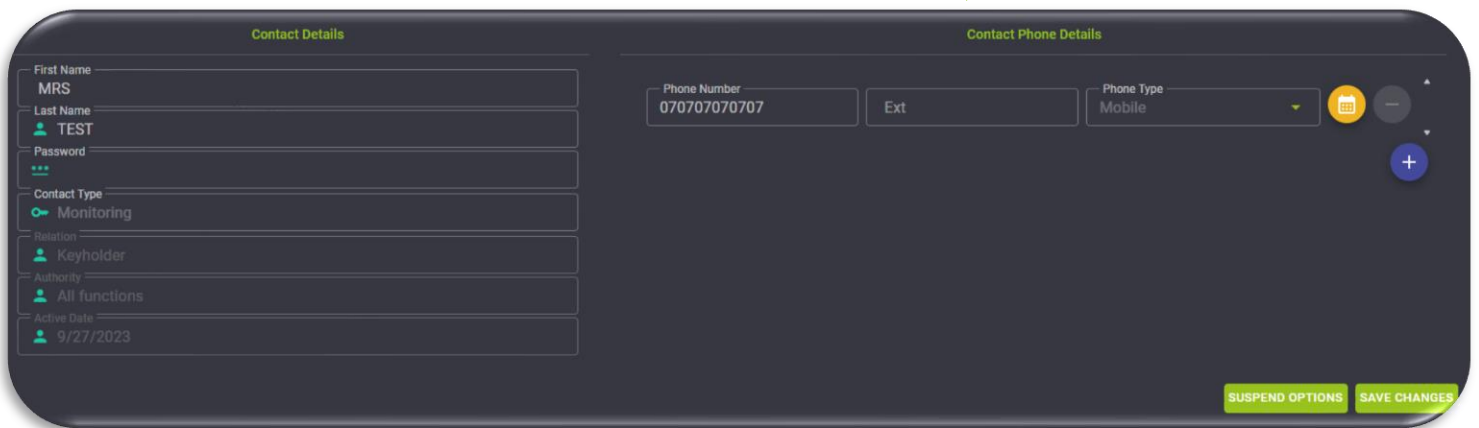 Contact Details
First Name
MRS
Last Name
TEST
Password
Contact Type
Monitoring
Relation
Keyholder
Authority
All functions
Active Date
9/27/2023
Contact Phone Details
Phone Number
070707070707
Ext
Phone Type
Mobile
SUSPEND OPTIONS
SAVE CHANGES